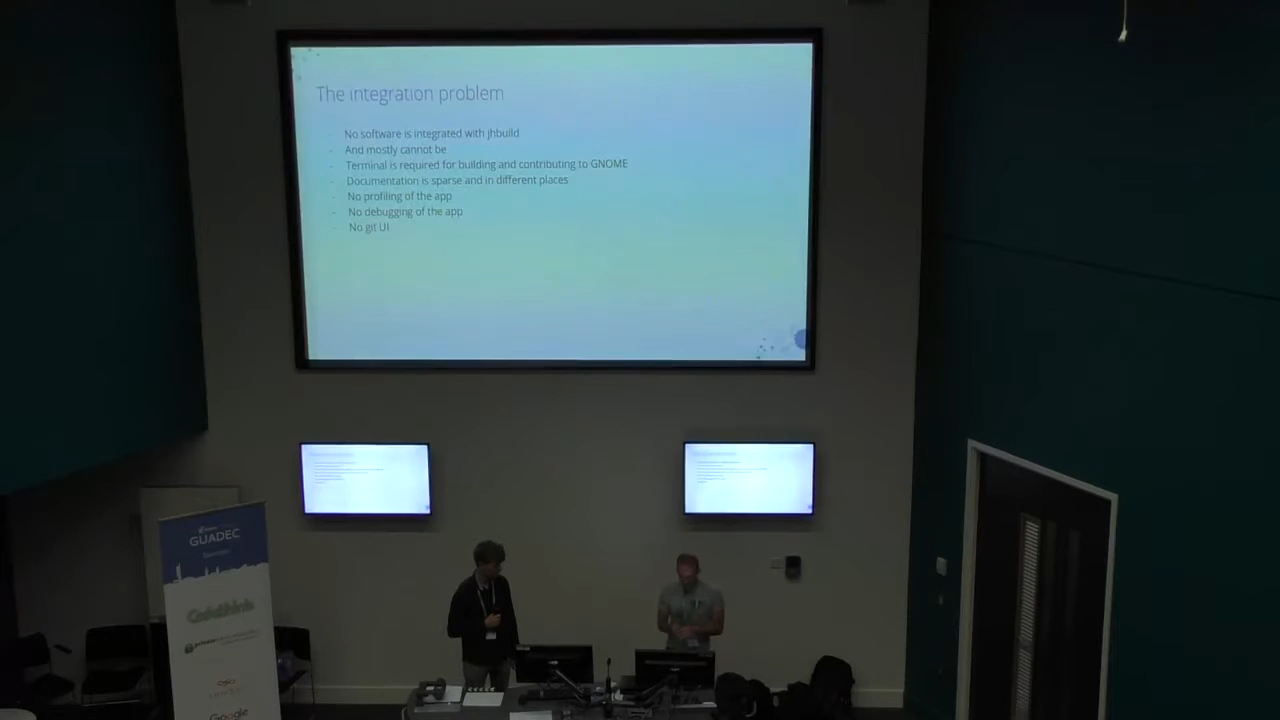 The integration problem
- No software is integrated with jhbuild
- And mostly cannot be
- Terminal is required for building and contributing to GNOME
- Documentation is sparse and in different places
- No profiling of the app
- No debugging of the app
- No git UI
GUADEC
Codethink
Google